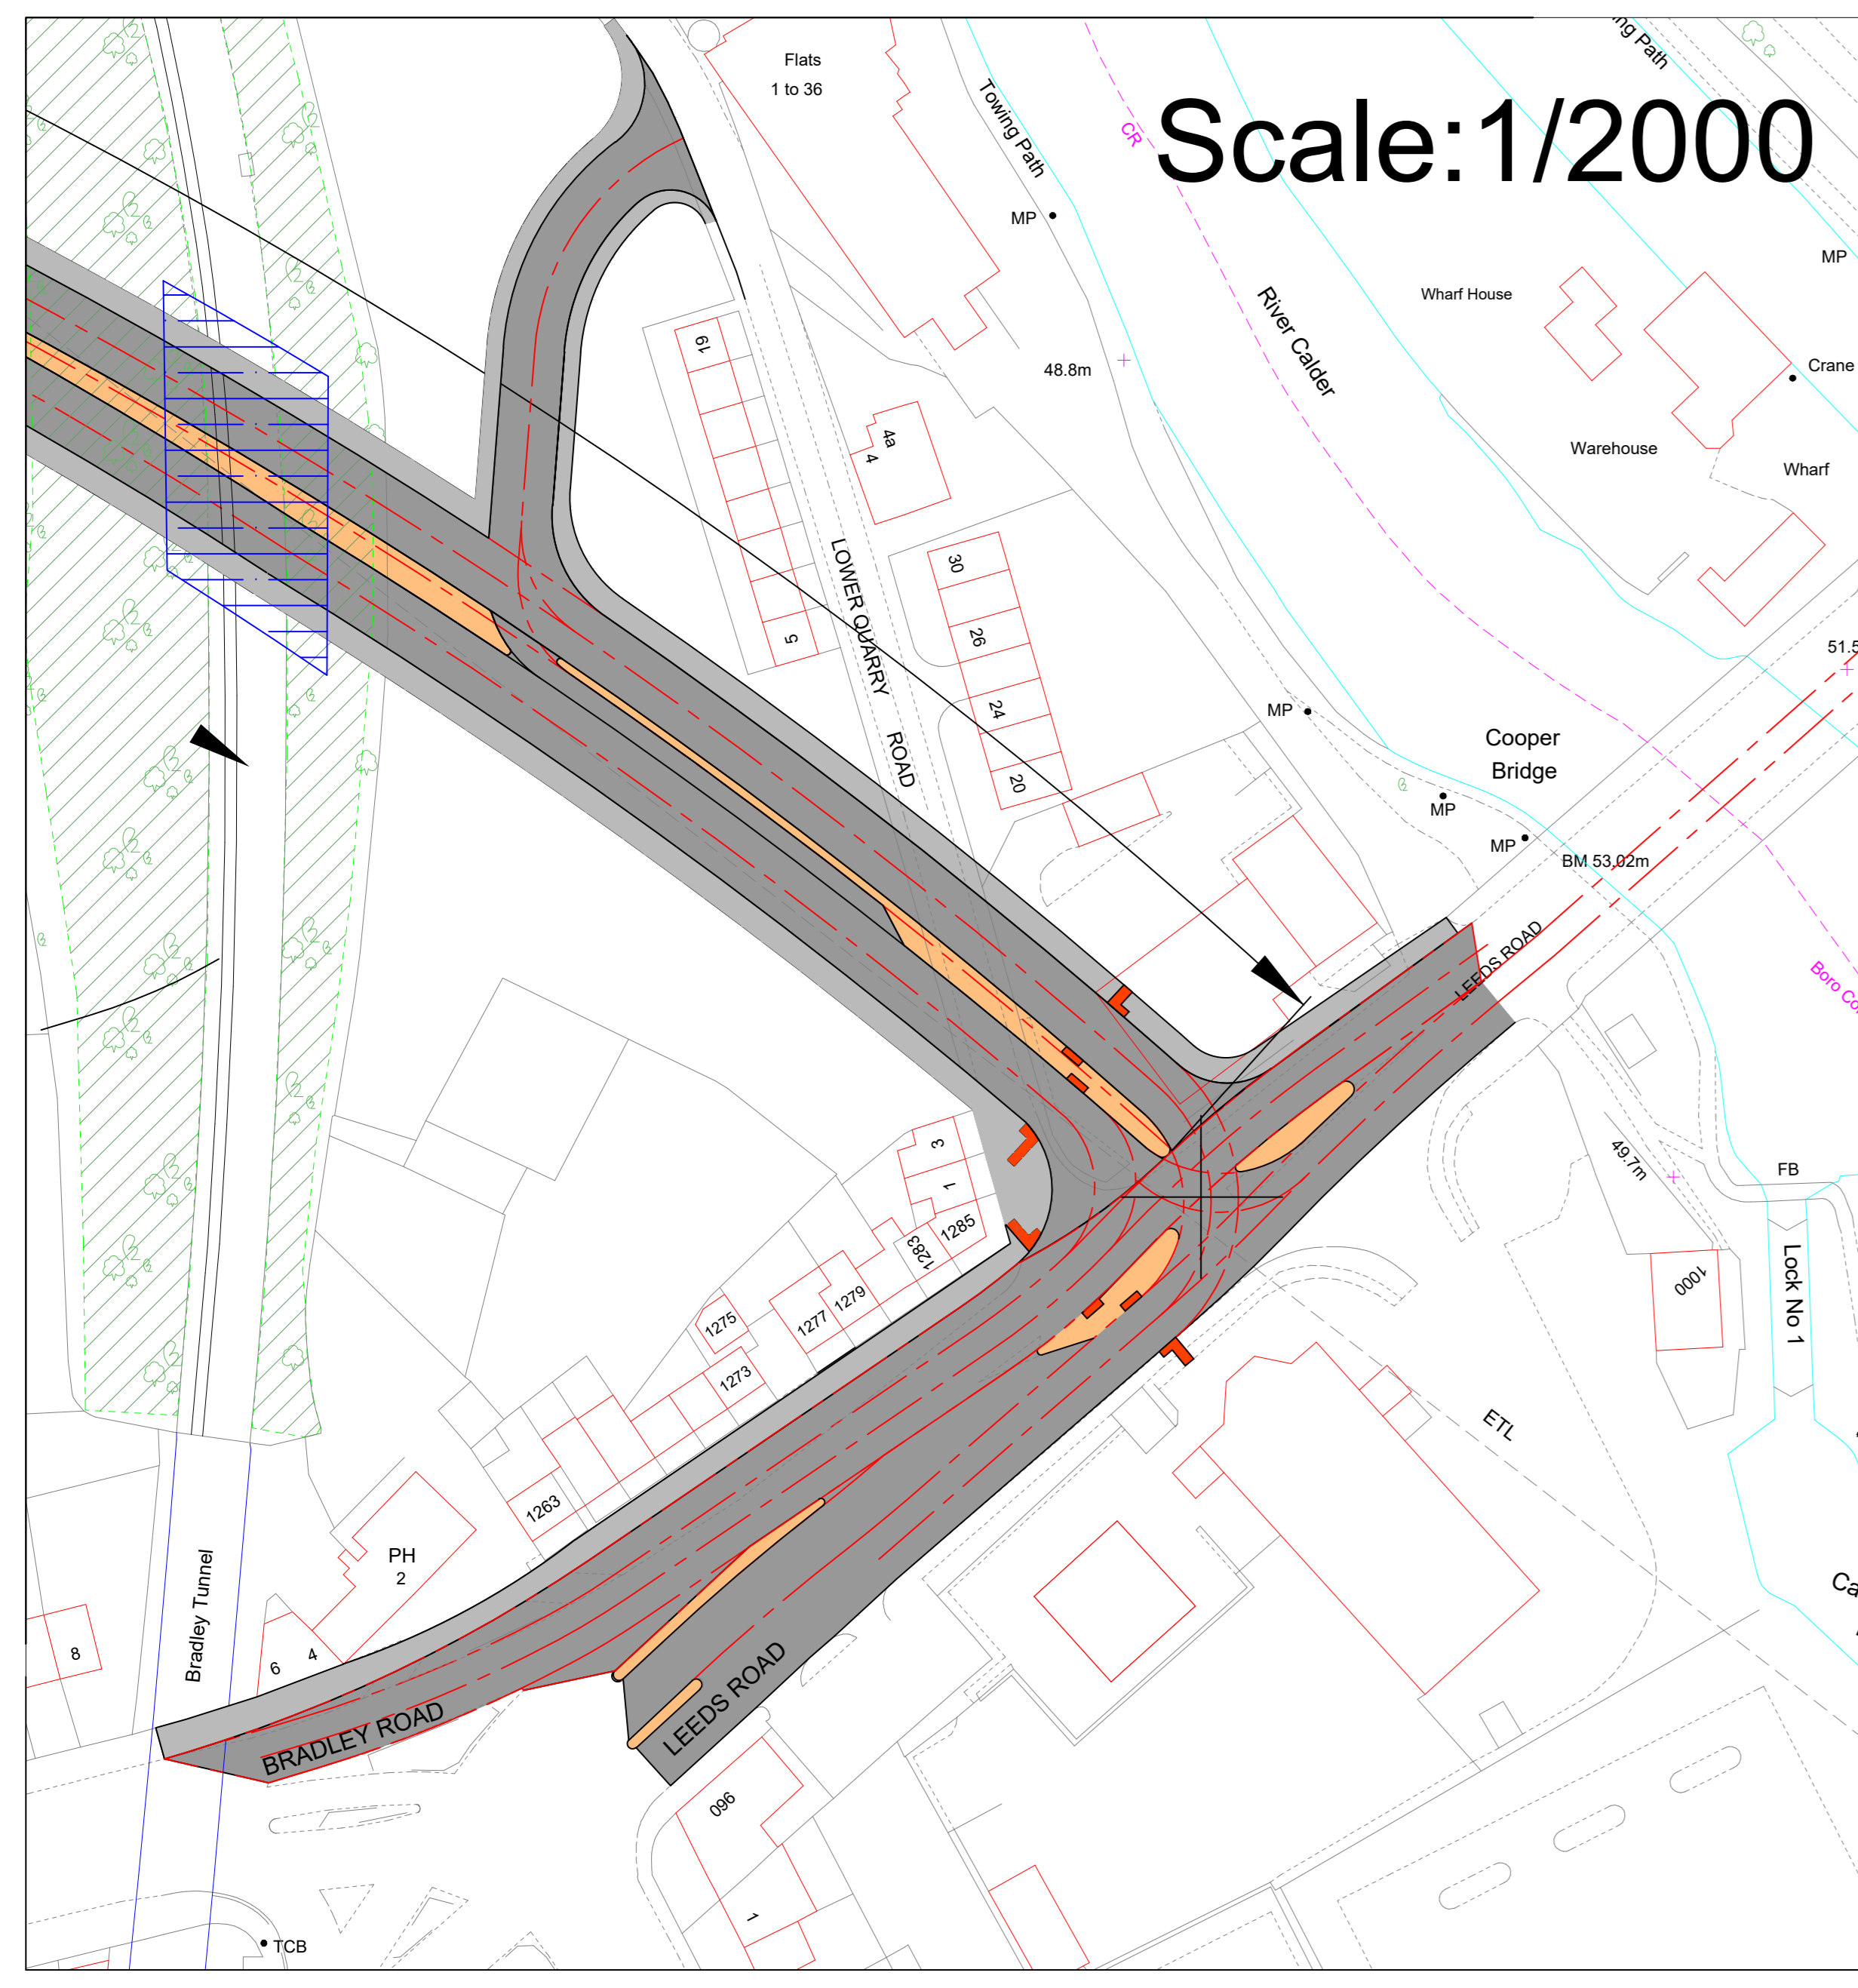 Flats
1 to 36
Towing Path
ng Path
CR
Scale:1/2000
MP
MP
River Calder
Wharf House
Crane
48.8m
19
4a
4
Warehouse
Wharf
LOWER QUARRY
ROAD
5
30
26
24
20
MP
Cooper
Bridge
MP
MP
BM 53.02m
51.5
LEEDS ROAD
Boro Co
49.7m
FB
3
1
1285
1283
1279
1277
1275
1273
1263
1000
Lock No 1
ETL
PH
2
Bradley Tunnel
8
6
4
Ca
BRADLEY ROAD
LEEDS ROAD
960
1
TCB